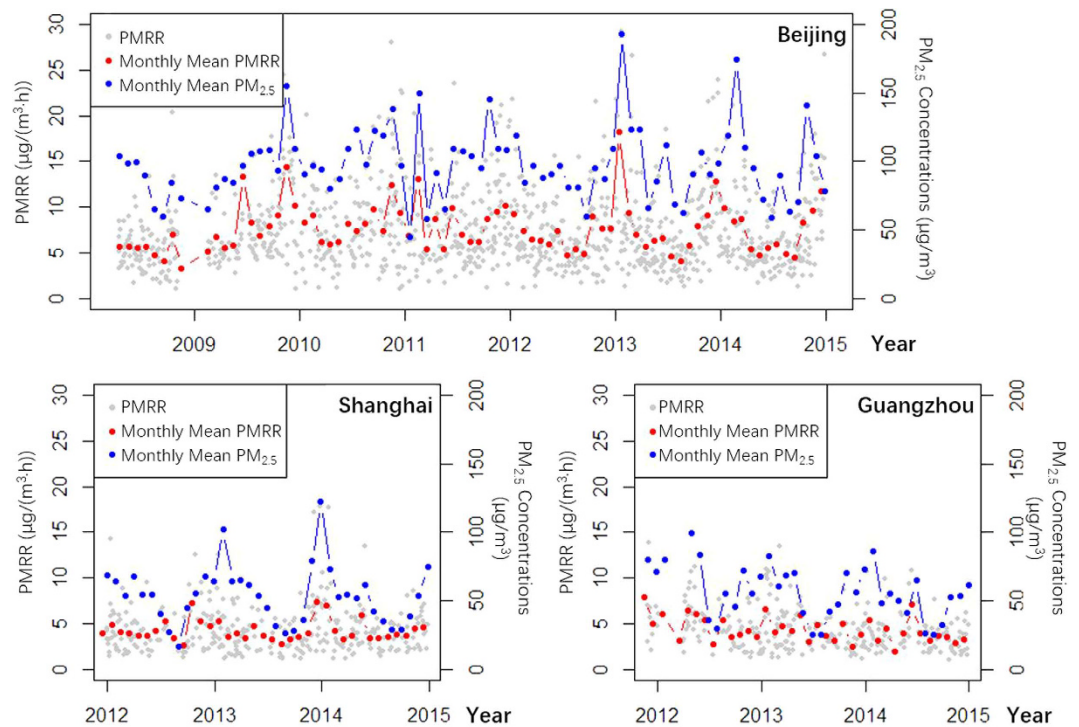 PMRR
Monthly Mean PMRR
Monthly Mean PM2.5
Beijing
PMRR (μg/(m³·h))
30
25
20
15
10
5
0
200
150
100
50
0
PM2.5 Concentrations (μg/m³)
2009 2010 2011 2012 2013 2014 2015 Year
PMRR
Monthly Mean PMRR
Monthly Mean PM2.5
Shanghai
PMRR (μg/(m³·h))
30
25
20
15
10
5
0
200
150
100
50
0
PM2.5 Concentrations
(μg/m³)
2012 2013 2014 2015 Year
PMRR
Monthly Mean PMRR
Monthly Mean PM2.5
Guangzhou
PMRR (μg/(m³·h))
30
25
20
15
10
5
0
200
150
100
50
0
PM2.5 Concentrations
(μg/m³)
2012 2013 2014 2015 Year